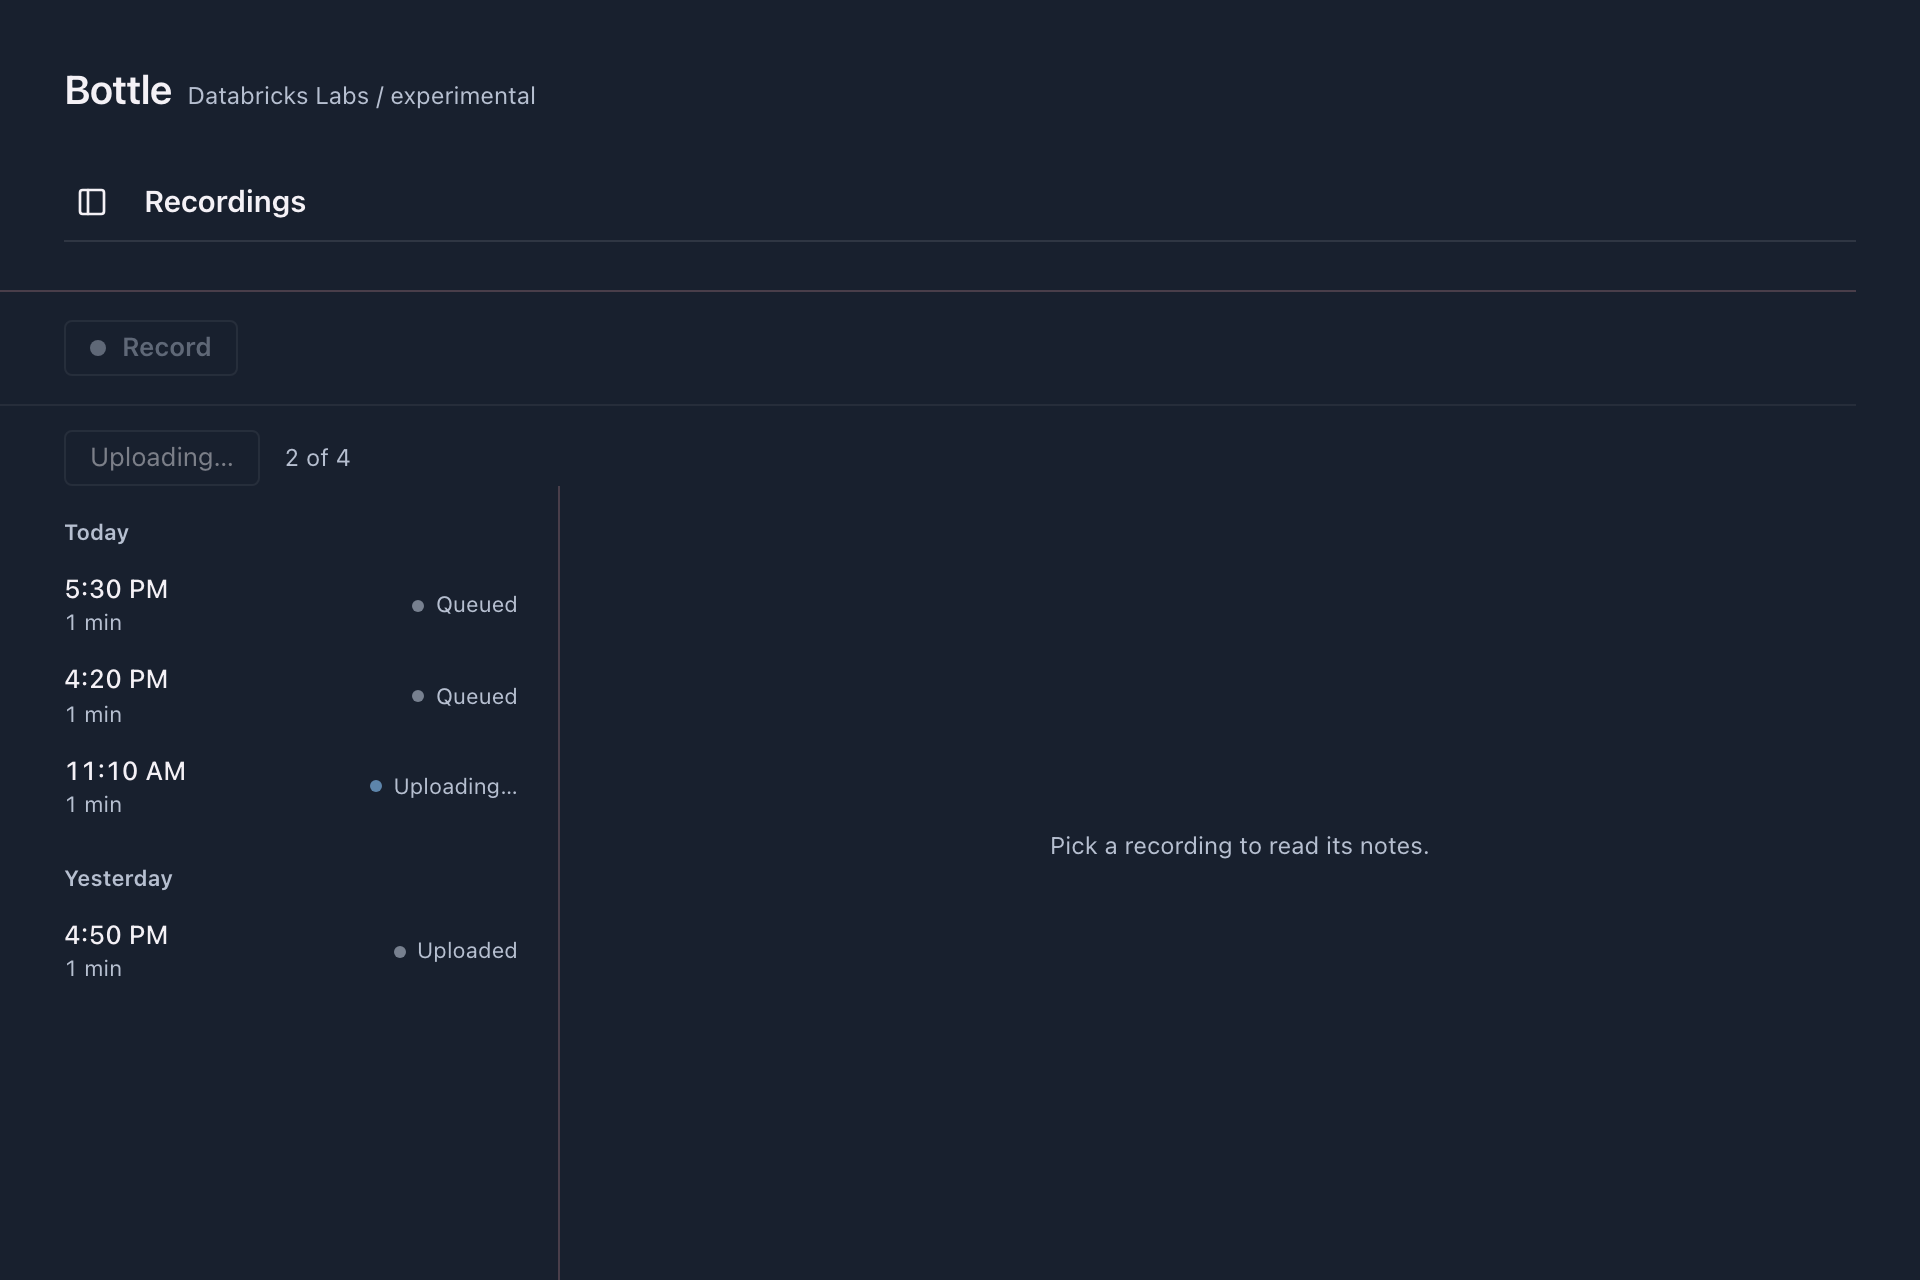 Bottle Databricks Labs / experimental
Recordings
Record
Uploading... 2 of 4
Today
5:30 PM
1 min
Queued
4:20 PM
1 min
Queued
11:10 AM
1 min
Uploading...
Yesterday
4:50 PM
1 min
Uploaded
Pick a recording to read its notes.